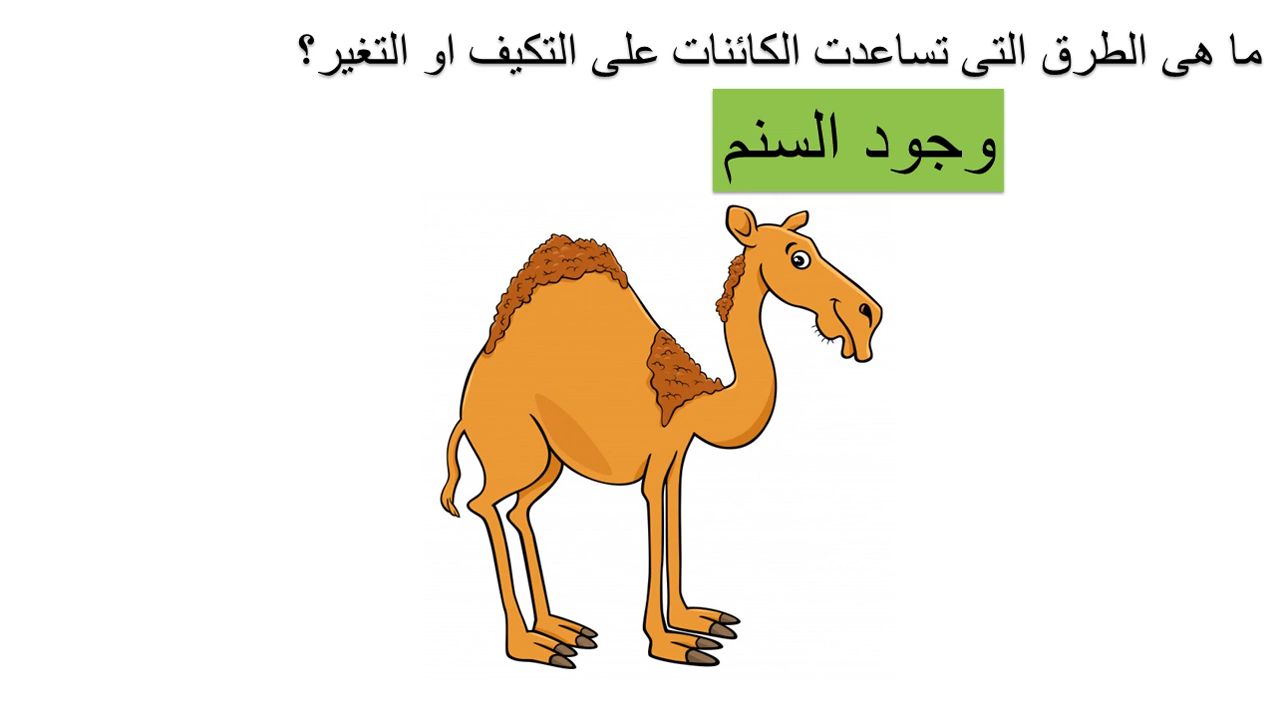 ما هى الطرق التى تساعدت الكائنات على التكيف او التغير؟
وجود السنم